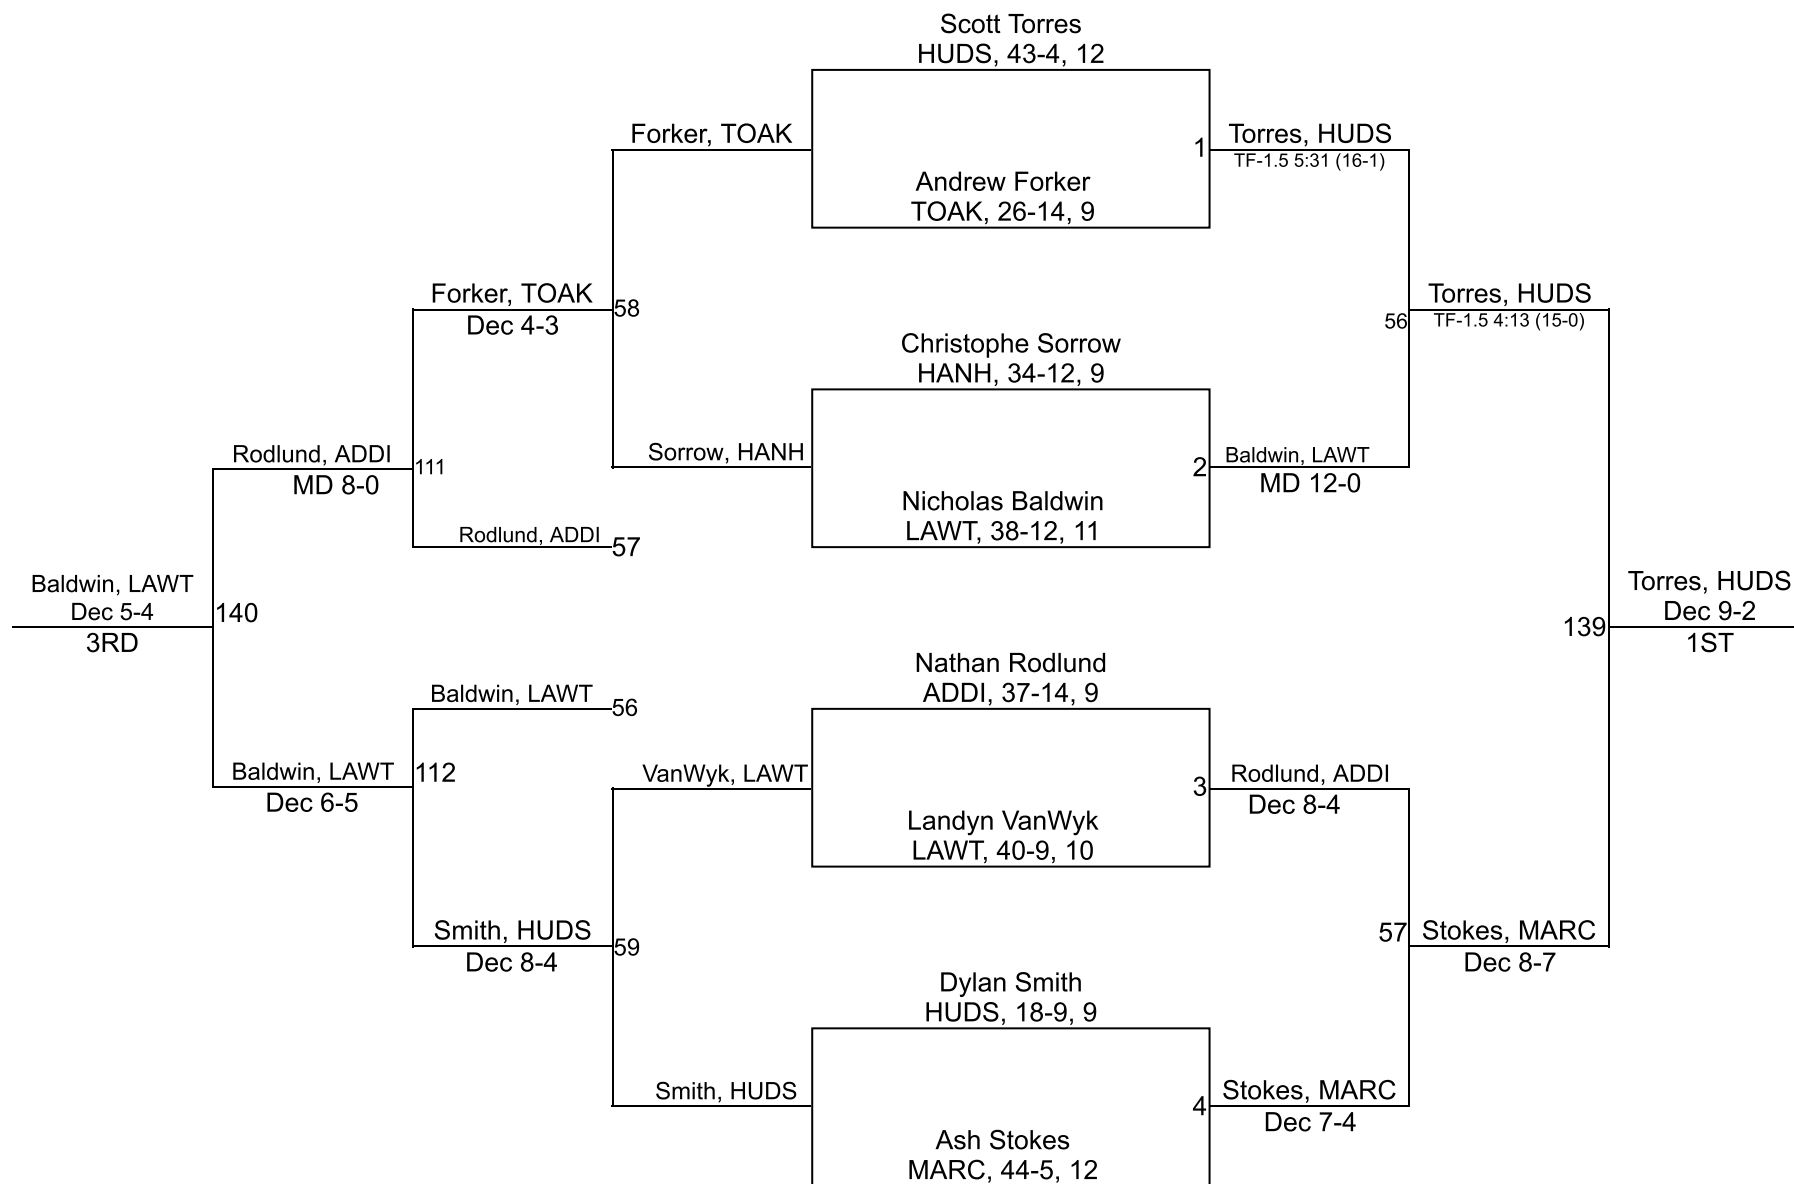 Scott Torres
HUDS, 43-4, 12
Forker, TOAK
1
Torres, HUDS
TF-1.5 5:31 (16-1)
Andrew Forker
TOAK, 26-14, 9
Forker, TOAK
Dec 4-3
58
56
Torres, HUDS
TF-1.5 4:13 (15-0)
Christophe Sorrow
HANH, 34-12, 9
Rodlund, ADDI
MD 8-0
111
Sorrow, HANH
2
Baldwin, LAWT
MD 12-0
Nicholas Baldwin
LAWT, 38-12, 11
Rodlund, ADDI
57
Baldwin, LAWT
Dec 5-4
3RD
140
139
Torres, HUDS
Dec 9-2
1ST
Nathan Rodlund
ADDI, 37-14, 9
Baldwin, LAWT
56
Baldwin, LAWT
Dec 6-5
112
VanWyk, LAWT
3
Rodlund, ADDI
Dec 8-4
Landyn VanWyk
LAWT, 40-9, 10
Smith, HUDS
Dec 8-4
59
57
Stokes, MARC
Dec 8-7
Dylan Smith
HUDS, 18-9, 9
Smith, HUDS
4
Stokes, MARC
Dec 7-4
Ash Stokes
MARC, 44-5, 12